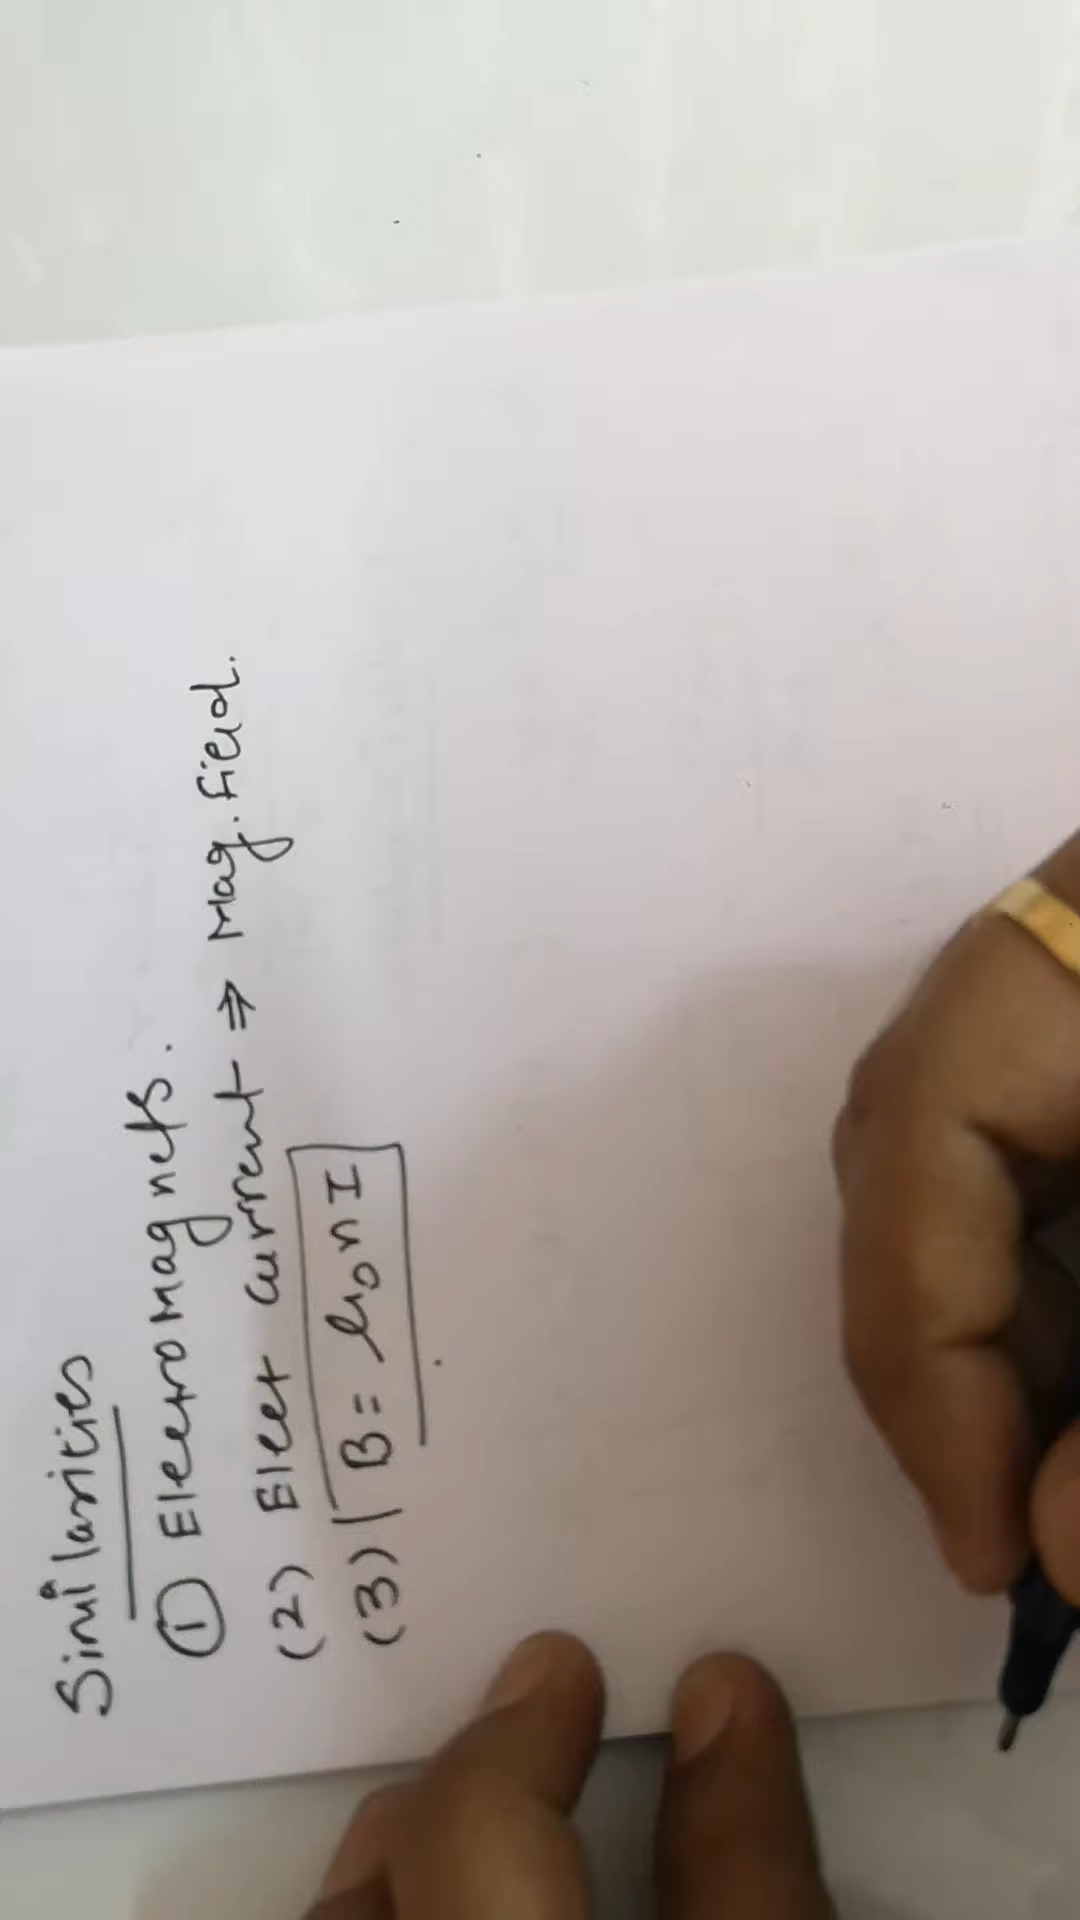 Similarities
(1) Electromagnets.
(2) Elect current ⇒ Mag. field.
(3) B = μ₀nI